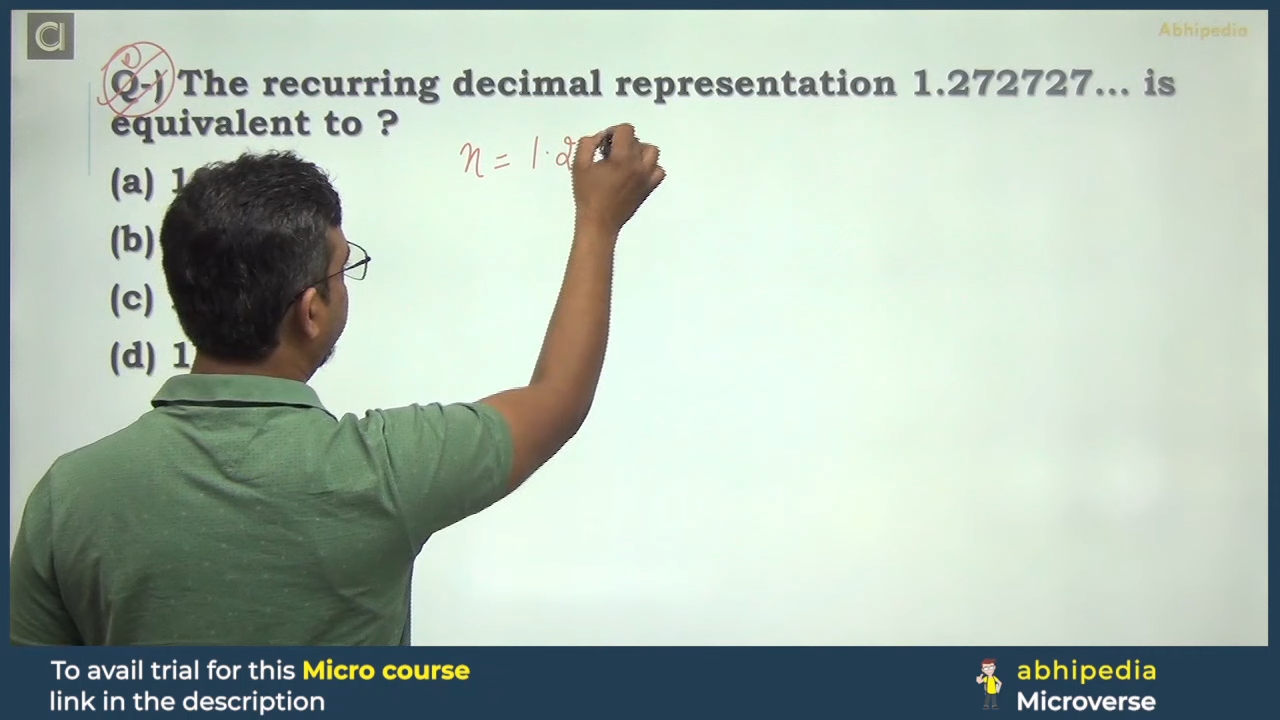 Abhipedia
Q-) The recurring decimal representation 1.272727... is
equivalent to ?
n = 1.2
(a) 1
(b)
(c)
(d) 1
To avail trial for this Micro course
link in the description
abhipedia
Microverse